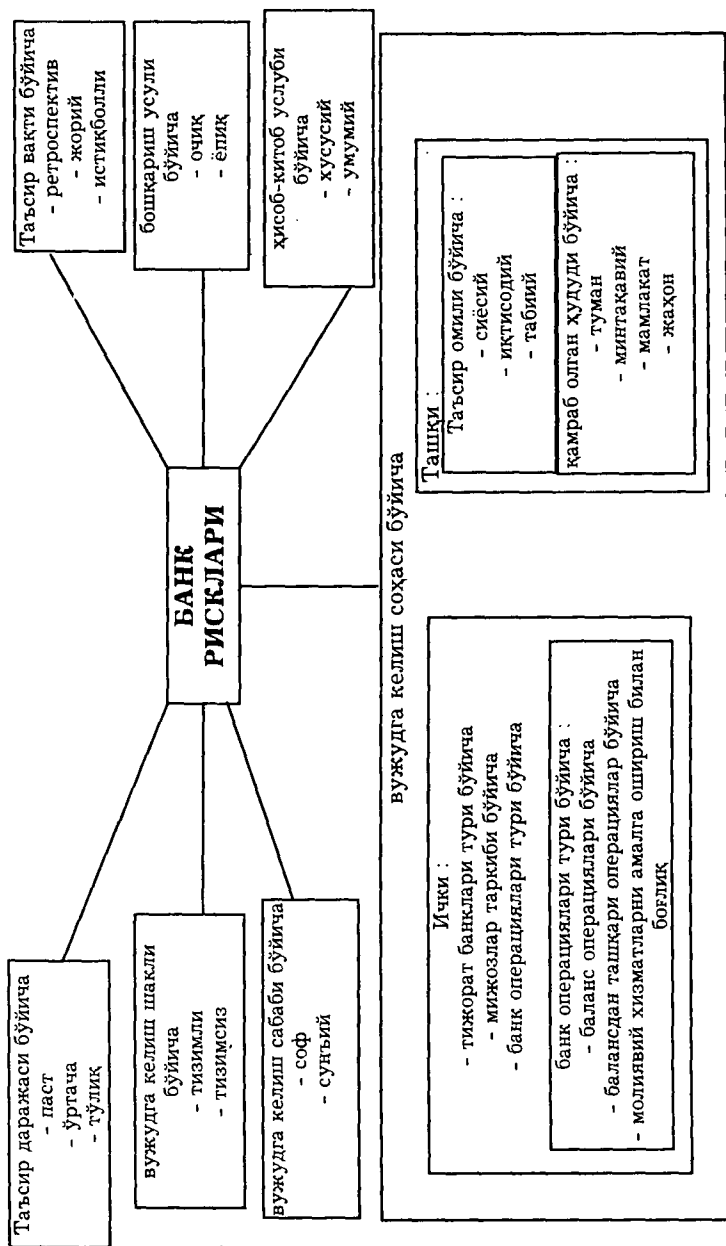 Таъсир даражаси бўйича
- паст
- ўртача
- тўлиқ
вужудга келиш шакли
бўйича
- тизимли
- тизимсиз
вужудга келиш сабаби бўйича
- соф
- сунъий
БАНК
РИСКЛАРИ
Таъсир вақти бўйича
- ретроспектив
- жорий
- истиқболли
бошқариш усули
бўйича
- очиқ
- ёпиқ
ҳисоб-китоб услуби
бўйича
- хусусий
- умумий
вужудга келиш соҳаси бўйича
Ички :
- тижорат банклари тури бўйича
- мижозлар таркиби бўйича
- банк операциялари тури бўйича
банк операциялари тури бўйича :
- баланс операциялари бўйича
- балансдан ташқари операциялар бўйича
- молиявий хизматларни амалга ошириш билан
боғлиқ
Ташқи :
Таъсир омили бўйича :
- сиёсий
- иқтисодий
- табиий
қамраб олган ҳудуди бўйича :
- туман
- минтақавий
- мамлакат
- жаҳон